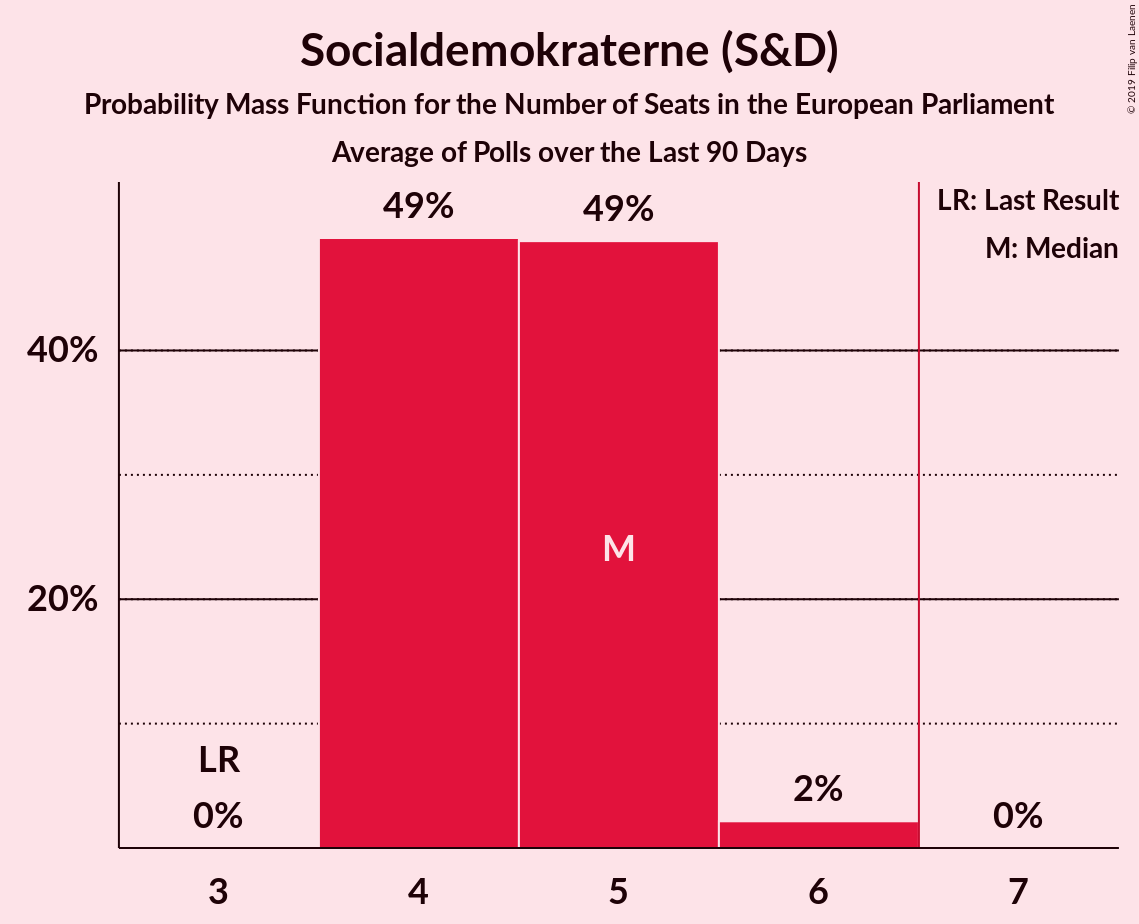 Socialdemokraterne (S&D)
Probability Mass Function for the Number of Seats in the European Parliament
Average of Polls over the Last 90 Days
© 2019 Filip van Laenen
LR: Last Result
M: Median
49%
49%
40%
M
20%
LR
0%
2%
0%
3
4
5
6
7